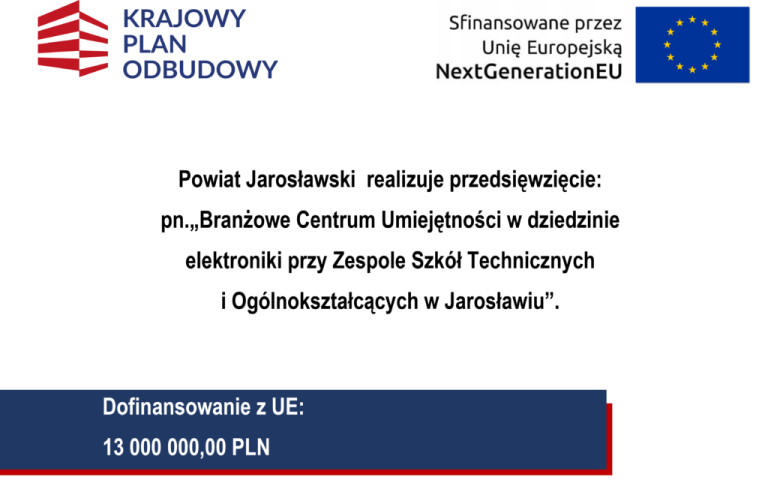 KRAJOWY
PLAN
ODBUDOWY
Sfinansowane przez
Unię Europejską
NextGenerationEU
Powiat Jarosławski  realizuje przedsięwzięcie:
pn.„Branżowe Centrum Umiejętności w dziedzinie
elektroniki przy Zespole Szkół Technicznych
i Ogólnokształcących w Jarosławiu”.
Dofinansowanie z UE:
13 000 000,00 PLN